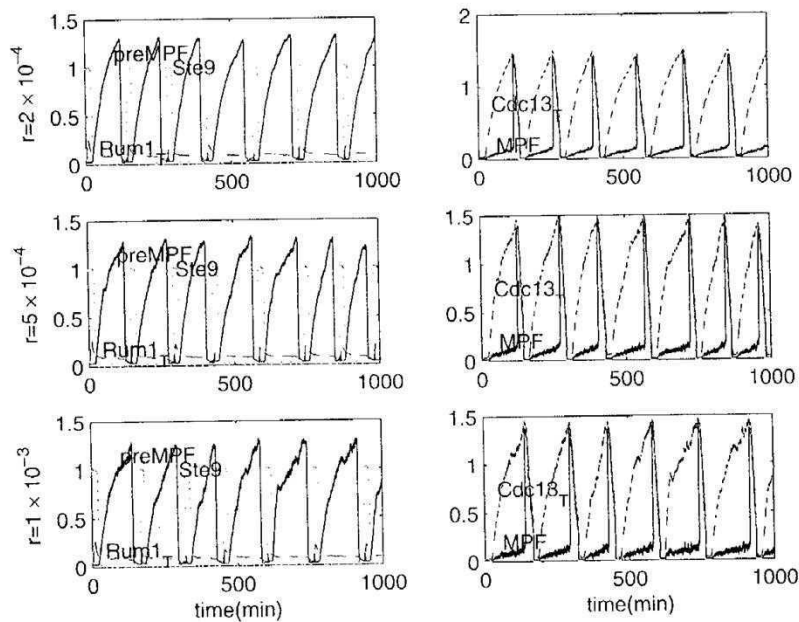 r=2 × 10⁻⁴
1.5
1
0.5
0
preMPF
Ste9
Rum1T
0 500 1000
2
1
0
Cdc13T
MPF
0 500 1000
r=5 × 10⁻⁴
1.5
1
0.5
0
preMPF
Ste9
Rum1T
0 500 1000
1.5
1
0.5
0
Cdc13T
MPF
0 500 1000
r=1 × 10⁻³
1.5
1
0.5
0
preMPF
Ste9
Rum1T
0 500 1000
time(min)
1.5
1
0.5
0
Cdc13T
MPF
0 500 1000
time(min)